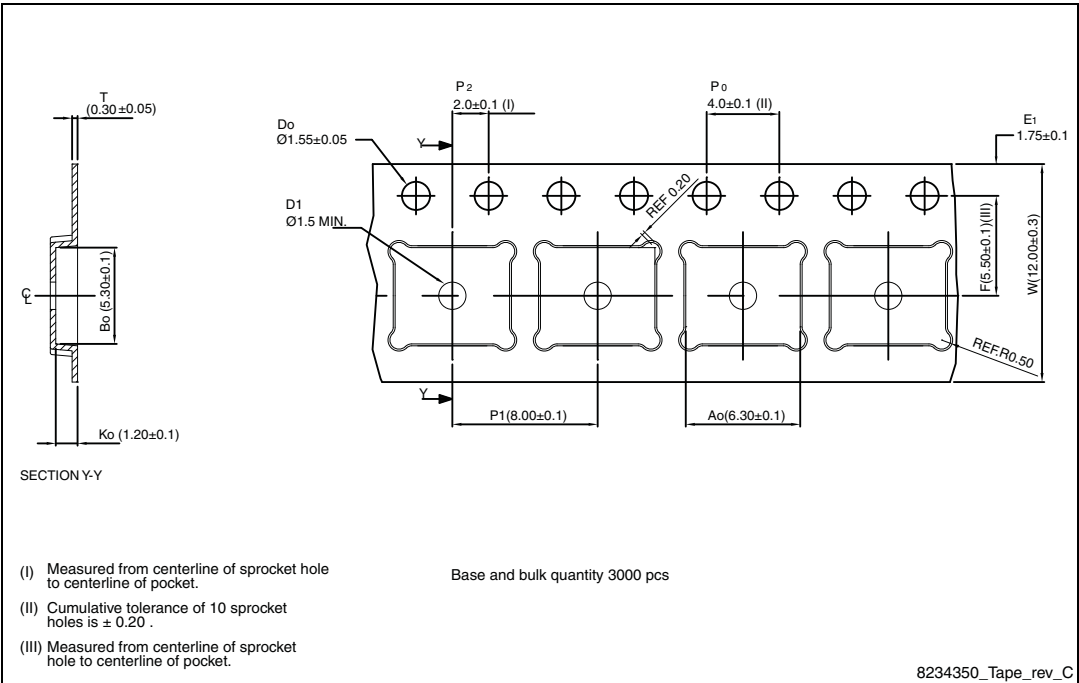 T
(0.30 ±0.05)
P2
2.0±0.1 (I)
P0
4.0±0.1 (II)
E1
1.75±0.1
Do
Ø1.55±0.05
Y
D1
Ø1.5 MIN.
REF 0.20
F(5.50±0.1)(III)
W(12.00±0.3)
CL
Bo (5.30±0.1)
REF.R0.50
Y
P1(8.00±0.1)
Ao(6.30±0.1)
Ko (1.20±0.1)
SECTION Y-Y
(I) Measured from centerline of sprocket hole
to centerline of pocket.
Base and bulk quantity 3000 pcs
(II) Cumulative tolerance of 10 sprocket
holes is ± 0.20 .
(III) Measured from centerline of sprocket
hole to centerline of pocket.
8234350_Tape_rev_C